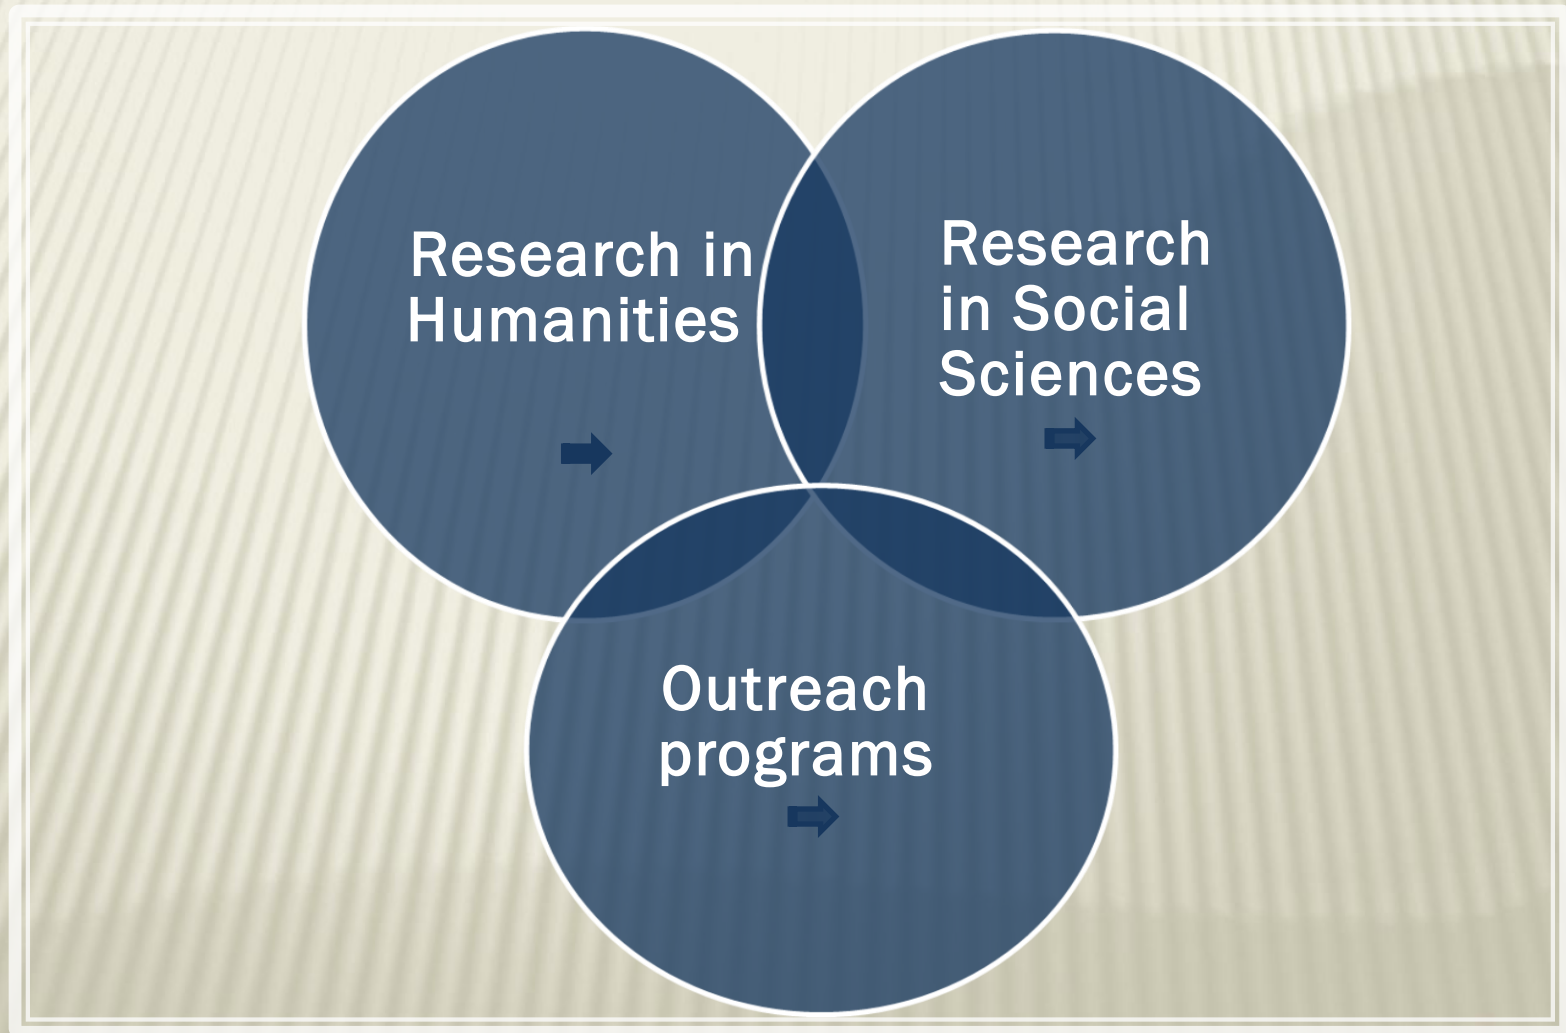 Research in
Humanities
Research
in Social
Sciences
Outreach
programs